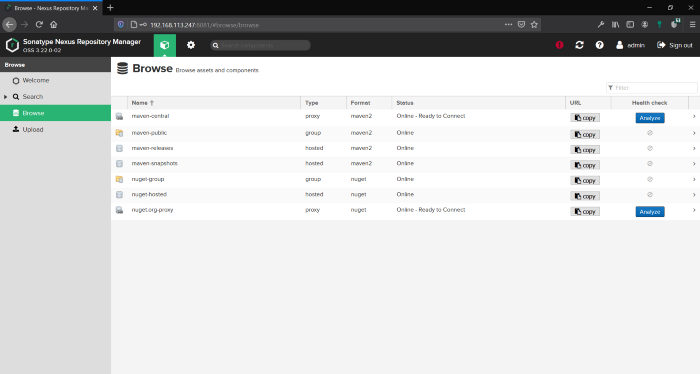 Browse - Nexus Repository Ma
192.168.113.247:8081/#browse/browse
Sonatype Nexus Repository Manager
OSS 3.22.0-02
Search components
admin
Sign out
Browse
Welcome
Search
Browse
Upload
Browse Browse assets and components
Filter
Name Type Format Status URL Health check
maven-central proxy maven2 Online - Ready to Connect copy Analyze
maven-public group maven2 Online copy
maven-releases hosted maven2 Online copy
maven-snapshots hosted maven2 Online copy
nuget-group group nuget Online copy
nuget-hosted hosted nuget Online copy
nuget.org-proxy proxy nuget Online - Ready to Connect copy Analyze